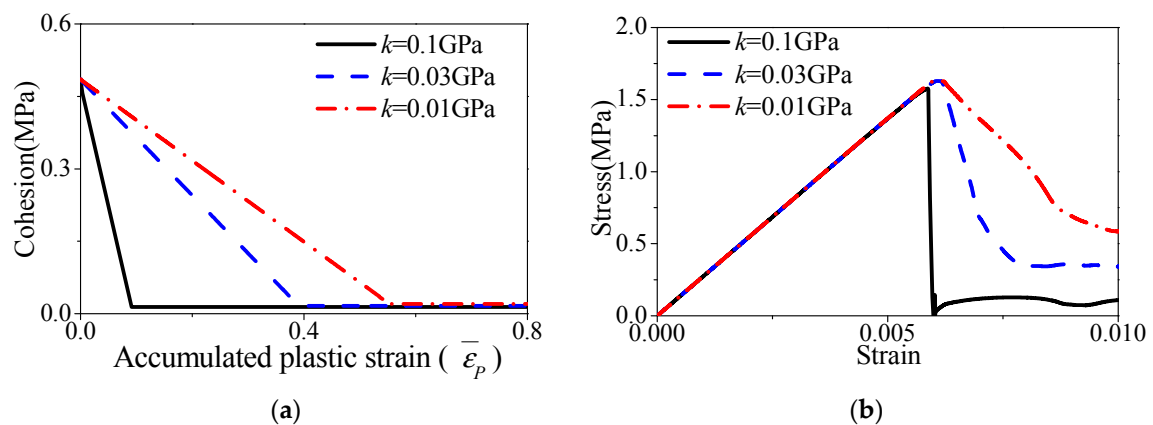 0.6
0.3
0.0
0.0
0.4
0.8
Cohesion(MPa)
k=0.1GPa
k=0.03GPa
k=0.01GPa
Accumulated plastic strain ( ε̅_P )
(a)
2.0
1.5
1.0
0.5
0.0
0.000
0.005
0.010
Stress(MPa)
k=0.1GPa
k=0.03GPa
k=0.01GPa
Strain
(b)